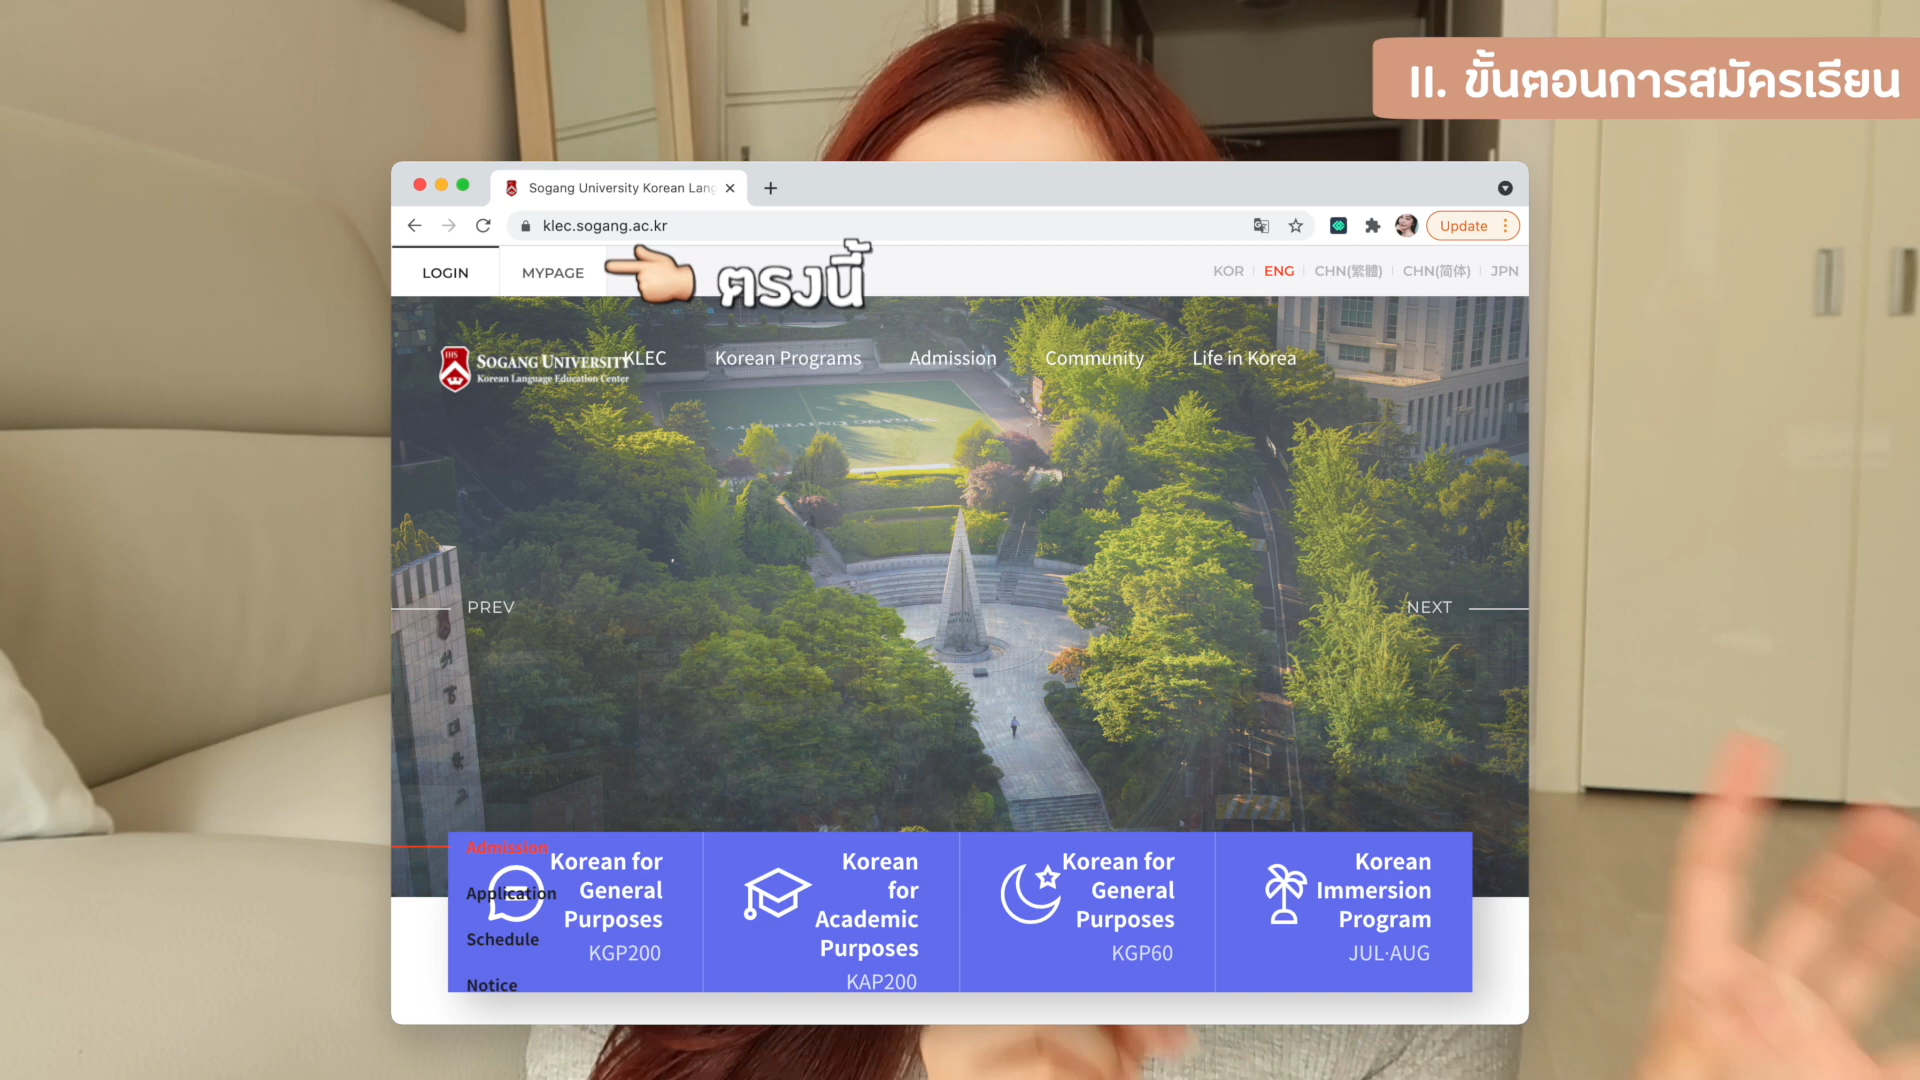 II. ขั้นตอนการสมัครเรียน
Sogang University Korean Lang
klec.sogang.ac.kr
Update
LOGIN
MYPAGE
ตรงนี้
KOR
ENG
CHN(繁體)
CHN(简体)
JPN
IHS
SOGANG UNIVERSITY
Korean Language Education Center
KLEC
Korean Programs
Admission
Community
Life in Korea
PREV
NEXT
Admission
Application
Schedule
Notice
Korean for
General
Purposes
KGP200
Korean
for
Academic
Purposes
KAP200
Korean for
General
Purposes
KGP60
Korean
Immersion
Program
JUL·AUG